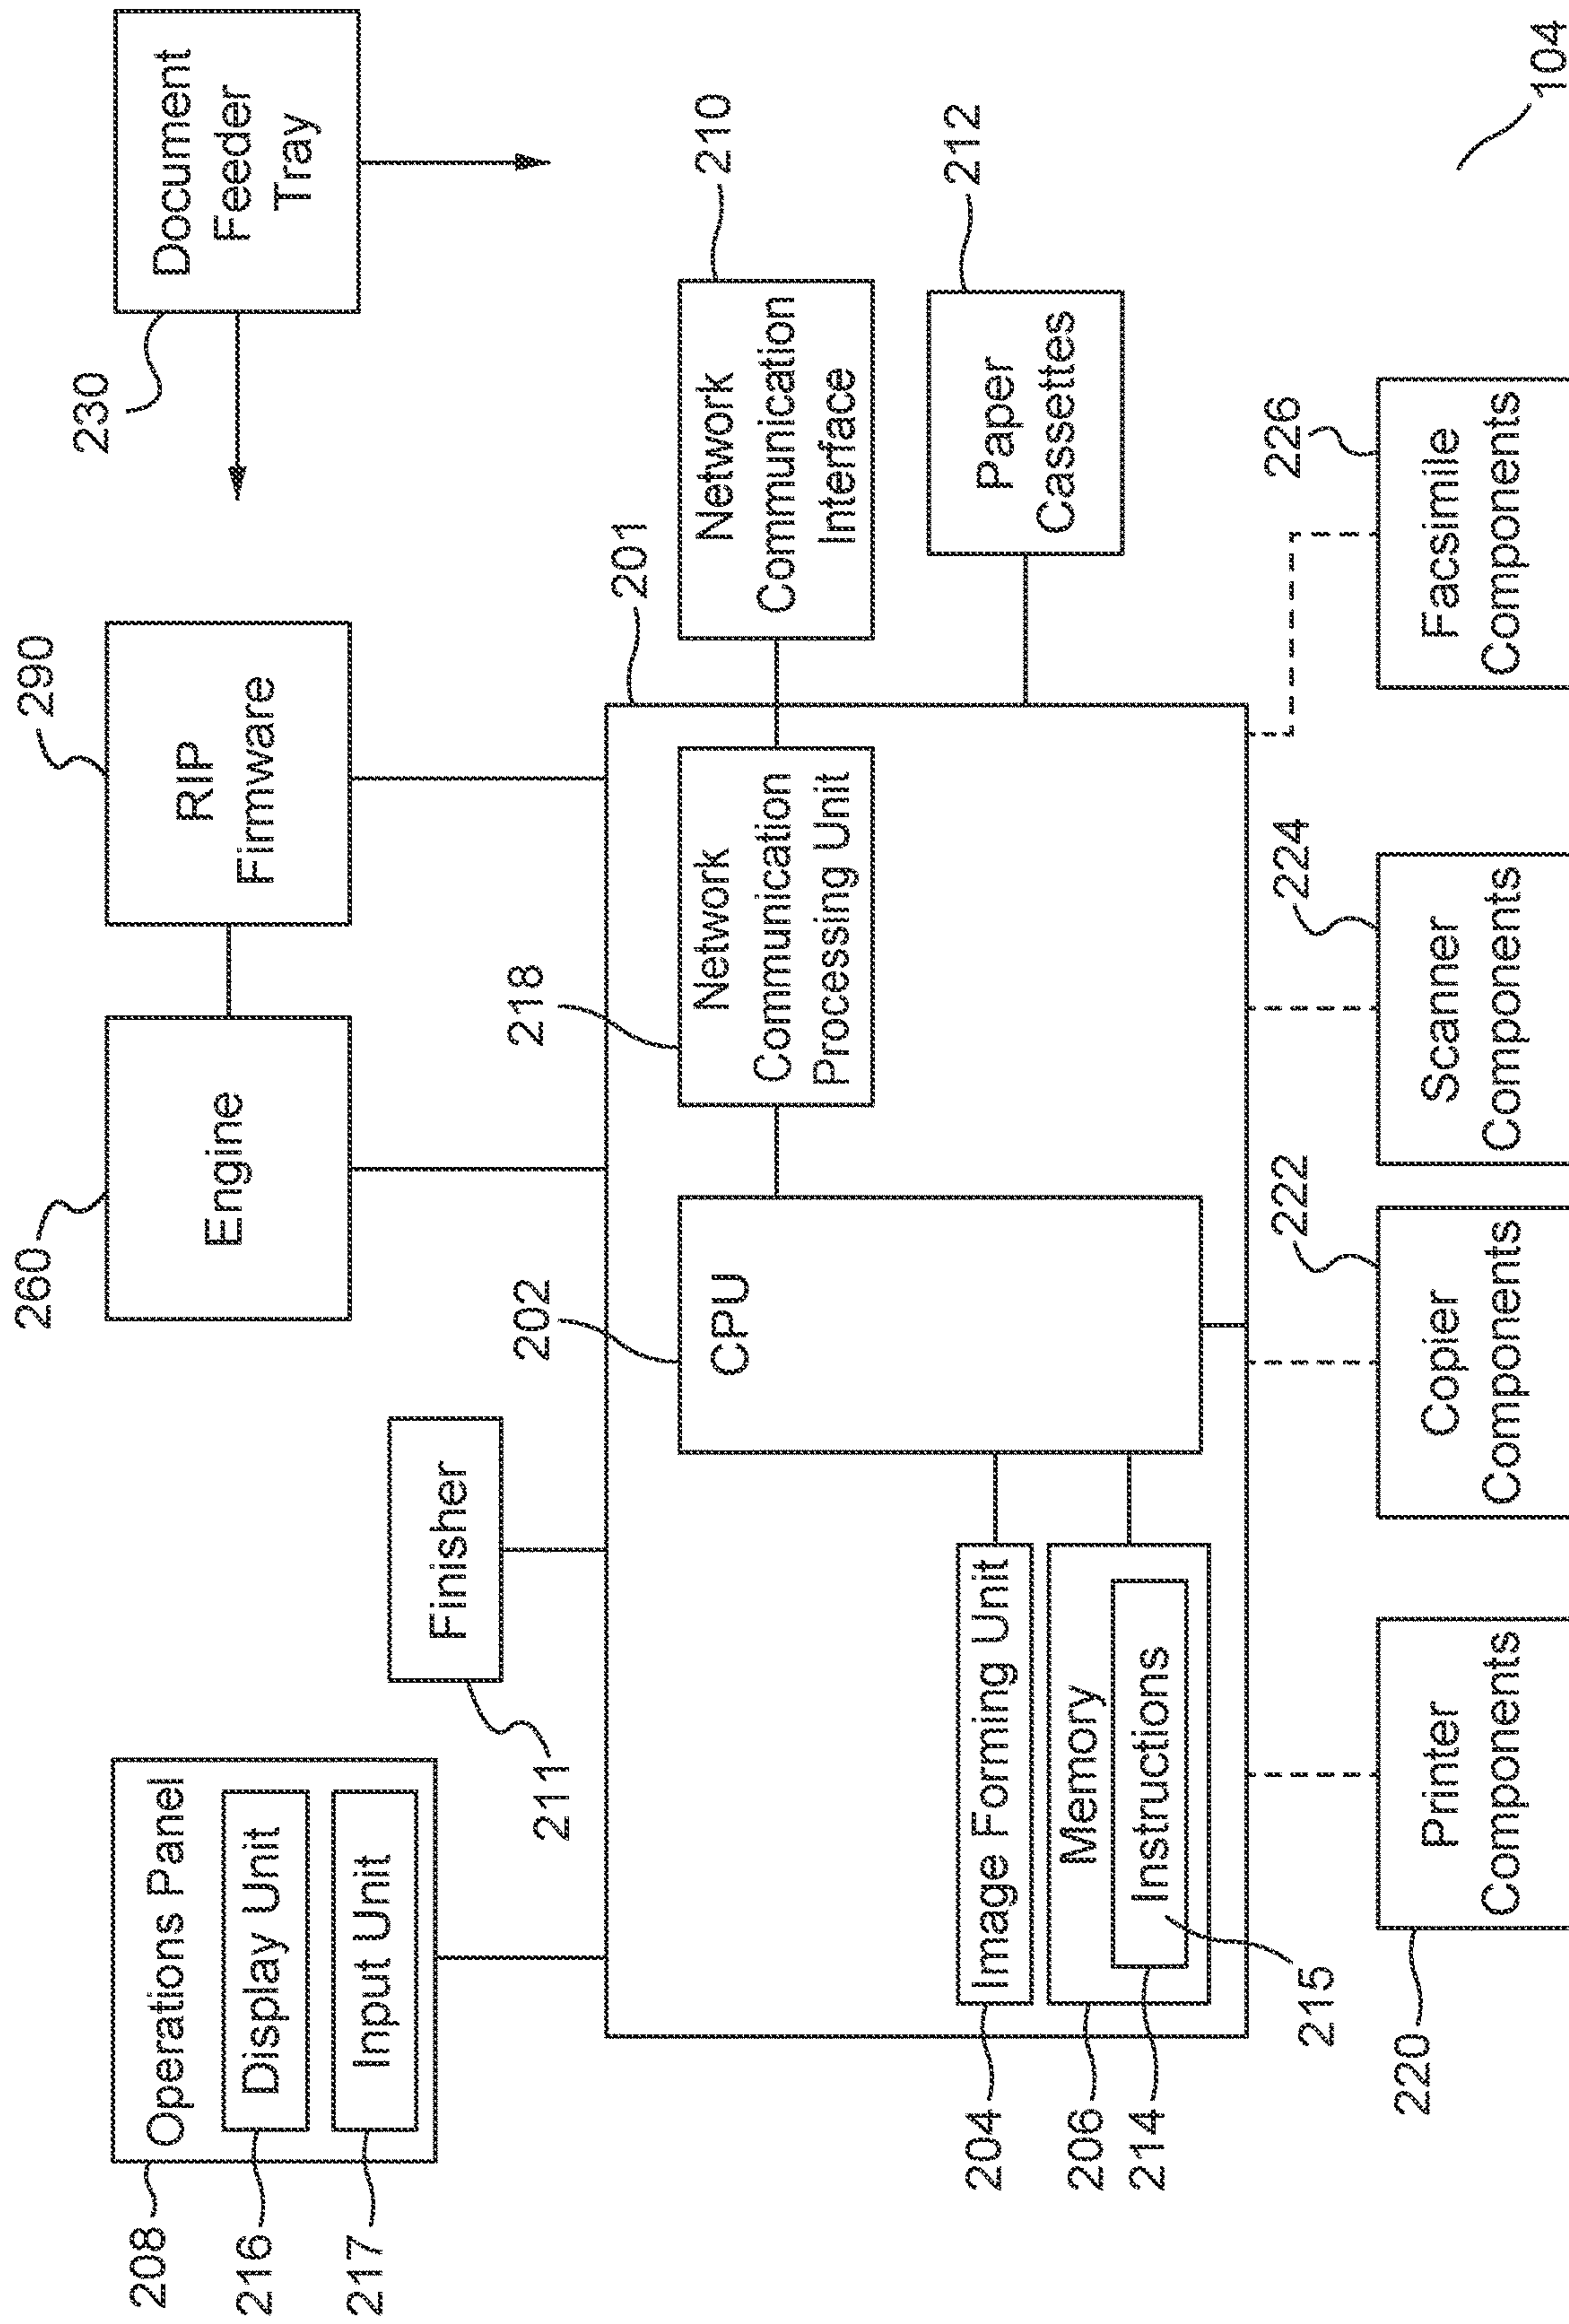 208
Operations Panel
216
Display Unit
217
Input Unit
211
Finisher
260
Engine
290
RIP
Firmware
230
Document
Feeder
Tray
201
202
CPU
218
Network
Communication
Processing Unit
210
Network
Communication
Interface
212
Paper
Cassettes
204
Image Forming Unit
206
Memory
214
Instructions
215
220
Printer
Components
222
Copier
Components
224
Scanner
Components
226
Facsimile
Components
104